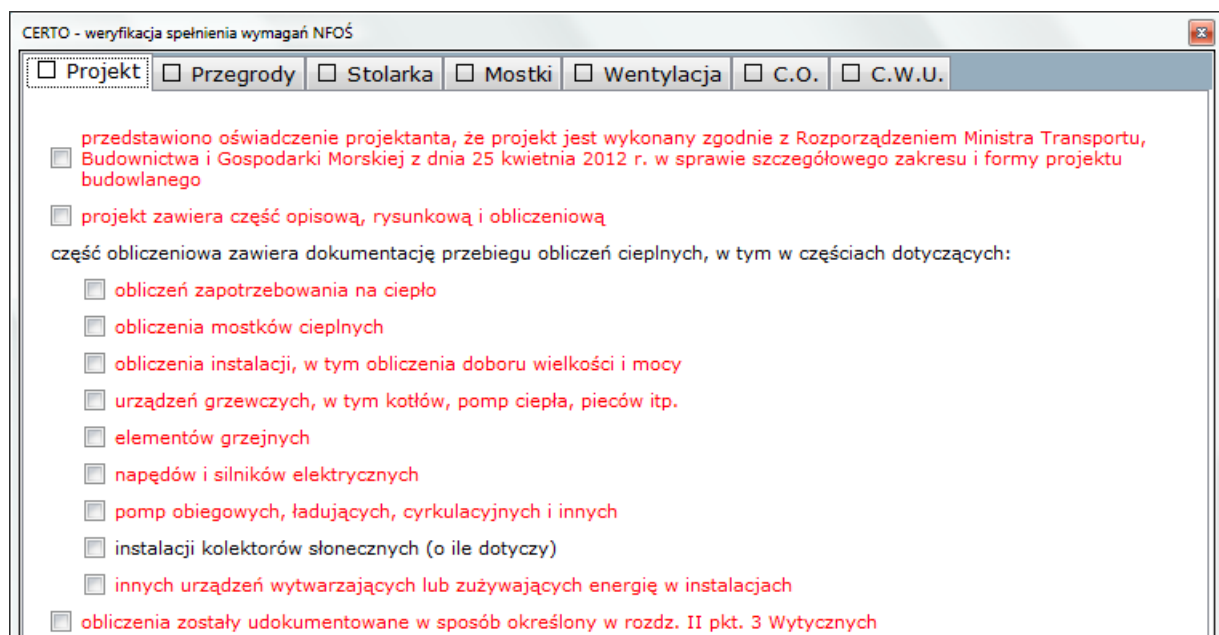 CERTO - weryfikacja spełnienia wymagań NFOŚ
Projekt Przegrody Stolarka Mostki Wentylacja C.O. C.W.U.
przedstawiono oświadczenie projektanta, że projekt jest wykonany zgodnie z Rozporządzeniem Ministra Transportu,
Budownictwa i Gospodarki Morskiej z dnia 25 kwietnia 2012 r. w sprawie szczegółowego zakresu i formy projektu
budowlanego
projekt zawiera część opisową, rysunkową i obliczeniową
część obliczeniowa zawiera dokumentację przebiegu obliczeń cieplnych, w tym w częściach dotyczących:
obliczeń zapotrzebowania na ciepło
obliczenia mostków cieplnych
obliczenia instalacji, w tym obliczenia doboru wielkości i mocy
urządzeń grzewczych, w tym kotłów, pomp ciepła, pieców itp.
elementów grzejnych
napędów i silników elektrycznych
pomp obiegowych, ładujących, cyrkulacyjnych i innych
instalacji kolektorów słonecznych (o ile dotyczy)
innych urządzeń wytwarzających lub zużywających energię w instalacjach
obliczenia zostały udokumentowane w sposób określony w rozdz. II pkt. 3 Wytycznych